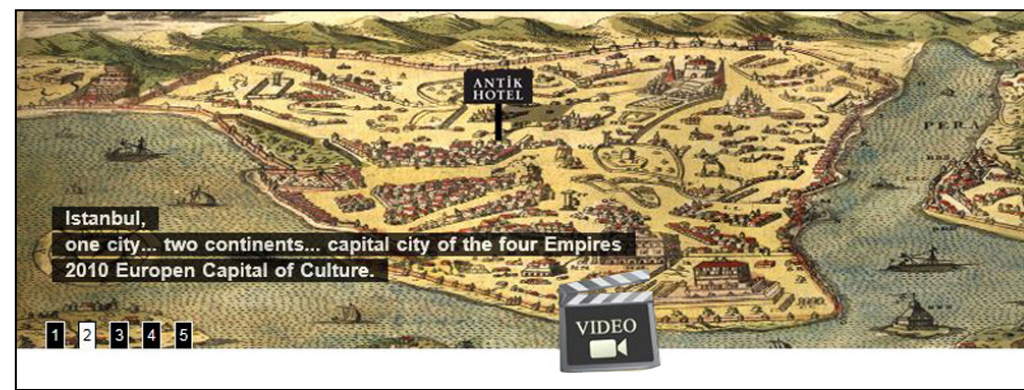 ANTİK
HOTEL
PERA
Istanbul,
one city... two continents... capital city of the four Empires
2010 Europen Capital of Culture.
1 2 3 4 5
VIDEO